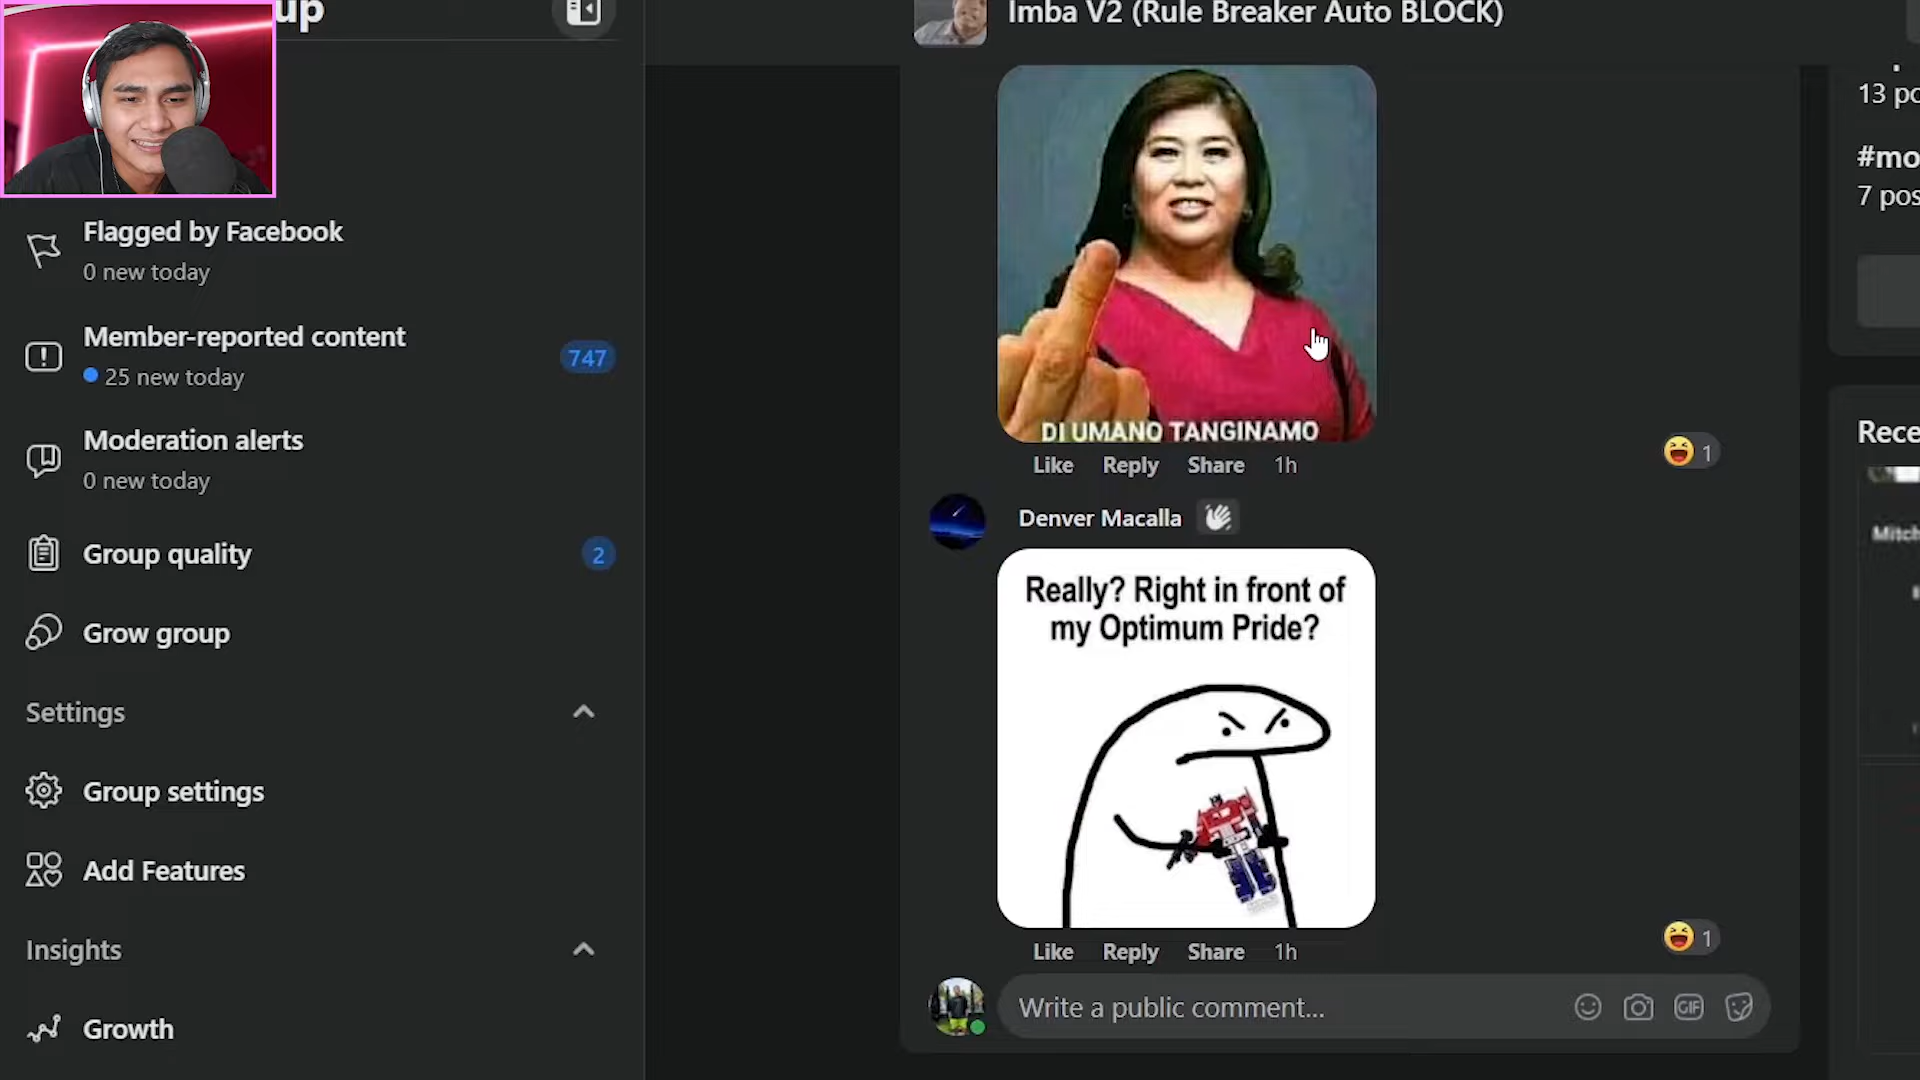 up
Imba V2 (Rule Breaker Auto BLOCK)
Flagged by Facebook
0 new today
Member-reported content
25 new today
747
Moderation alerts
0 new today
Group quality
2
Grow group
Settings
Group settings
Add Features
Insights
Growth
DI UMANO TANGINAMO
Like Reply Share 1h
1
Denver Macalla
Really? Right in front of
my Optimum Pride?
Like Reply Share 1h
1
Write a public comment...
GIF
13 po
#mo
7 pos
Rece
Mitch